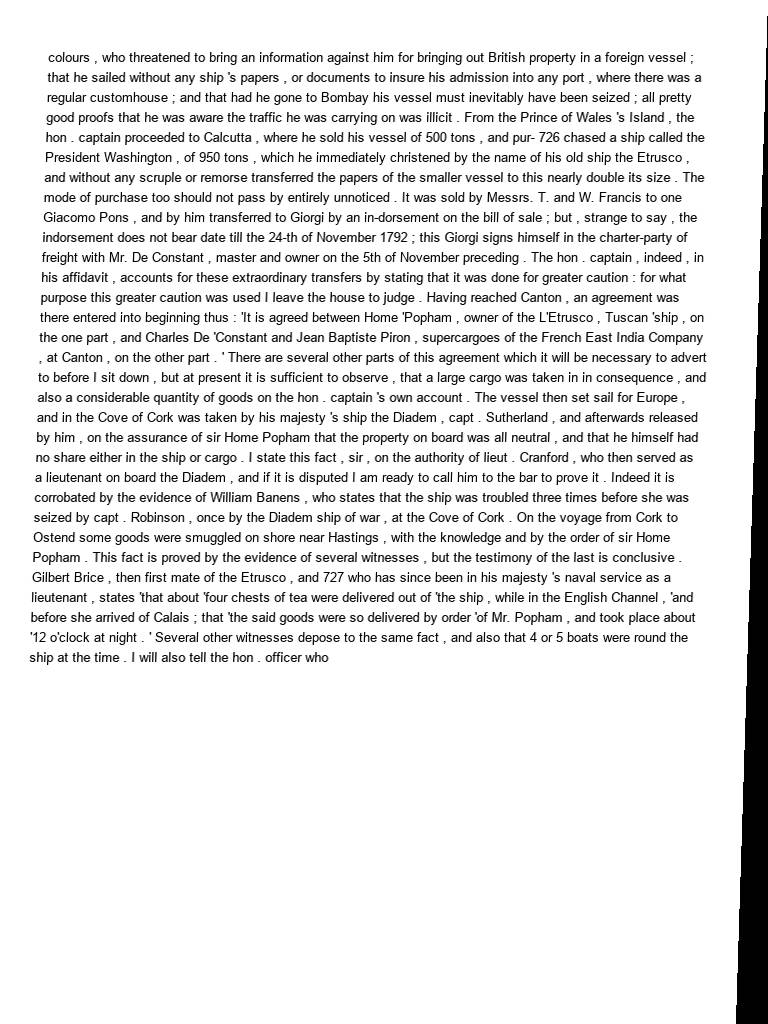 colours , who threatened to bring an information against him for bringing out British property in a foreign vessel ;
that he sailed without any ship 's papers , or documents to insure his admission into any port , where there was a
regular customhouse ; and that had he gone to Bombay his vessel must inevitably have been seized ; all pretty
good proofs that he was aware the traffic he was carrying on was illicit . From the Prince of Wales 's Island , the
hon . captain proceeded to Calcutta , where he sold his vessel of 500 tons , and pur- 726 chased a ship called the
President Washington , of 950 tons , which he immediately christened by the name of his old ship the Etrusco ,
and without any scruple or remorse transferred the papers of the smaller vessel to this nearly double its size . The
mode of purchase too should not pass by entirely unnoticed . It was sold by Messrs. T. and W. Francis to one
Giacomo Pons , and by him transferred to Giorgi by an in-dorsement on the bill of sale ; but , strange to say , the
indorsement does not bear date till the 24-th of November 1792 ; this Giorgi signs himself in the charter-party of
freight with Mr. De Constant , master and owner on the 5th of November preceding . The hon . captain , indeed , in
his affidavit , accounts for these extraordinary transfers by stating that it was done for greater caution : for what
purpose this greater caution was used I leave the house to judge . Having reached Canton , an agreement was
there entered into beginning thus : 'It is agreed between Home 'Popham , owner of the L'Etrusco , Tuscan 'ship , on
the one part , and Charles De 'Constant and Jean Baptiste Piron , supercargoes of the French East India Company
, at Canton , on the other part . ' There are several other parts of this agreement which it will be necessary to advert
to before I sit down , but at present it is sufficient to observe , that a large cargo was taken in in consequence , and
also a considerable quantity of goods on the hon . captain 's own account . The vessel then set sail for Europe ,
and in the Cove of Cork was taken by his majesty 's ship the Diadem , capt . Sutherland , and afterwards released
by him , on the assurance of sir Home Popham that the property on board was all neutral , and that he himself had
no share either in the ship or cargo . I state this fact , sir , on the authority of lieut . Cranford , who then served as
a lieutenant on board the Diadem , and if it is disputed I am ready to call him to the bar to prove it . Indeed it is
corrobated by the evidence of William Banens , who states that the ship was troubled three times before she was
seized by capt . Robinson , once by the Diadem ship of war , at the Cove of Cork . On the voyage from Cork to
Ostend some goods were smuggled on shore near Hastings , with the knowledge and by the order of sir Home
Popham . This fact is proved by the evidence of several witnesses , but the testimony of the last is conclusive .
Gilbert Brice , then first mate of the Etrusco , and 727 who has since been in his majesty 's naval service as a
lieutenant , states 'that about 'four chests of tea were delivered out of 'the ship , while in the English Channel , 'and
before she arrived of Calais ; that 'the said goods were so delivered by order 'of Mr. Popham , and took place about
'12 o'clock at night . ' Several other witnesses depose to the same fact , and also that 4 or 5 boats were round the
ship at the time . I will also tell the hon . officer who